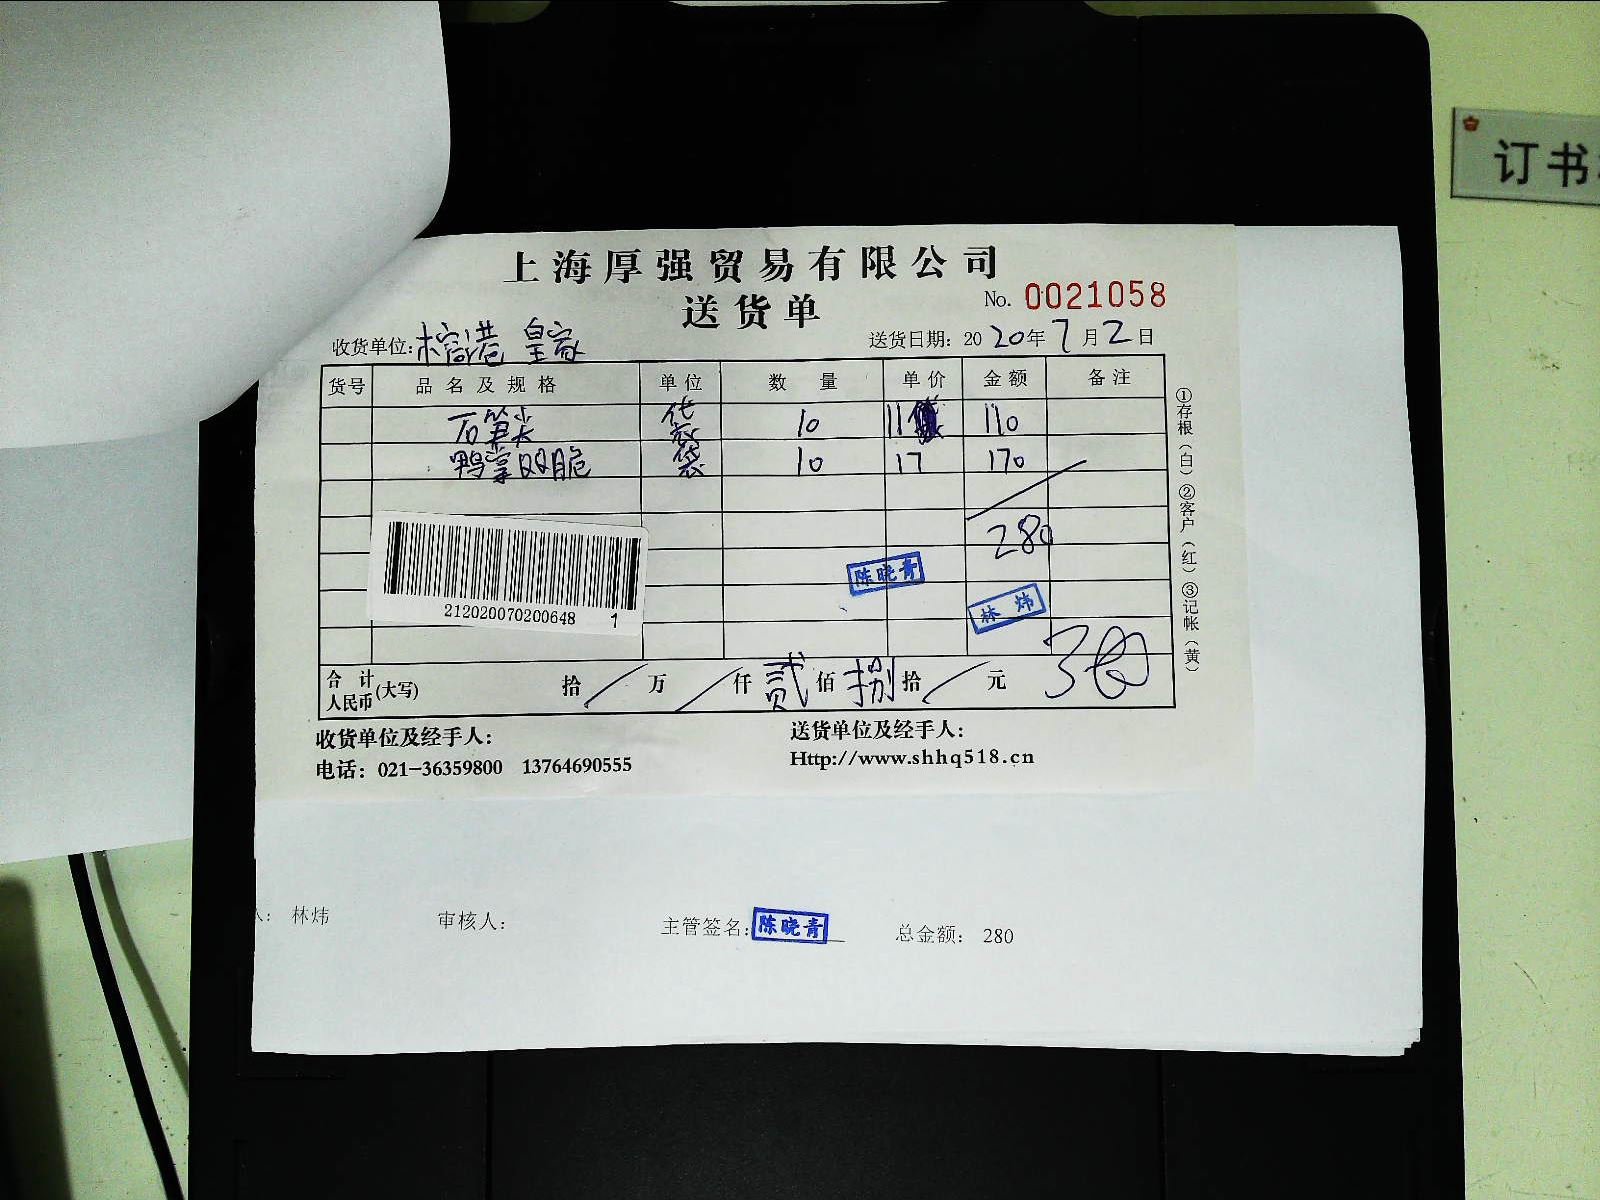 订书
上海厚强贸易有限公司
送货单
No. 0021058
收货单位: 皇家
送货日期: 2020年7月2日
货号 品名及规格 单位 数量 单价 金额 备注
石笋尖 袋 10 11 110
鸭掌双脆 袋 10 17 170
280
陈晓青
林炜
212020070200648 1
合计 人民币(大写) 拾 / 万 / 仟 贰 佰 捌 拾 / 元
①存根(白)②客户(红)③记帐(黄)
收货单位及经手人: 送货单位及经手人:
电话: 021-36359800 13764690555 Http://www.shhq518.cn
人: 林炜 审核人: 主管签名: 陈晓青 总金额: 280